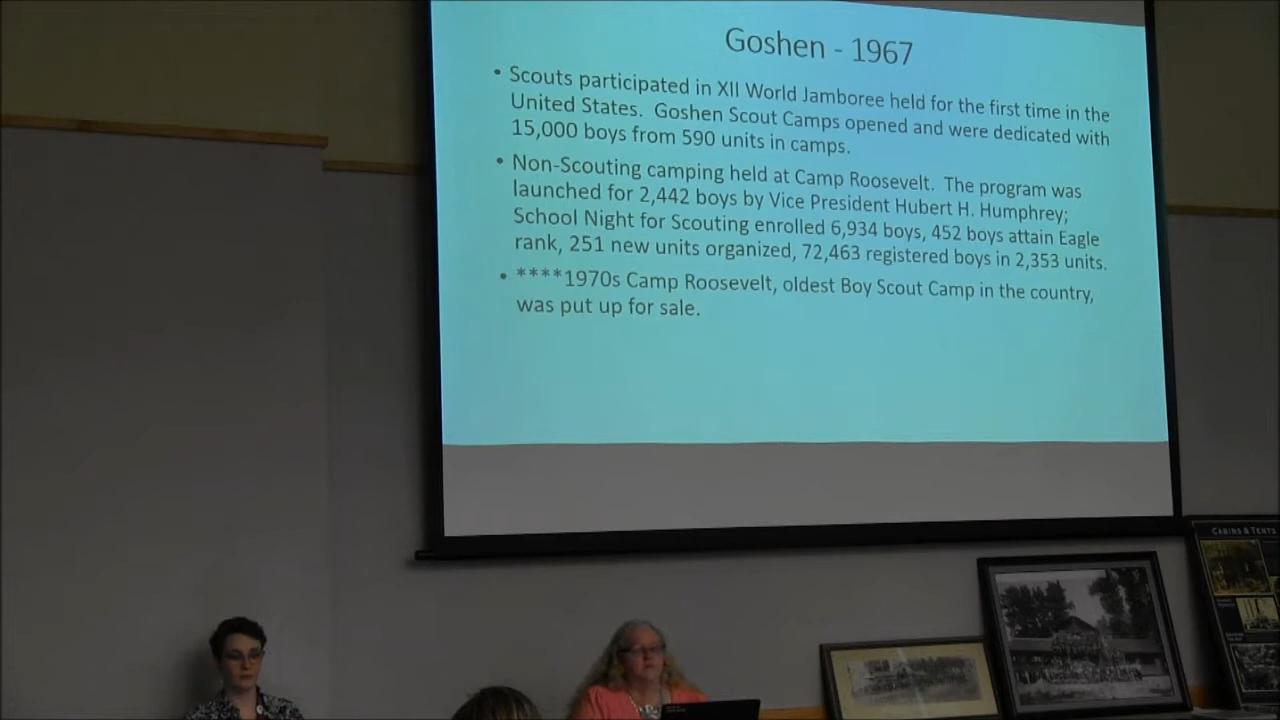 Goshen - 1967
• Scouts participated in XII World Jamboree held for the first time in the
United States. Goshen Scout Camps opened and were dedicated with
15,000 boys from 590 units in camps.
• Non-Scouting camping held at Camp Roosevelt. The program was
launched for 2,442 boys by Vice President Hubert H. Humphrey;
School Night for Scouting enrolled 6,934 boys, 452 boys attain Eagle
rank, 251 new units organized, 72,463 registered boys in 2,353 units.
• ****1970s Camp Roosevelt, oldest Boy Scout Camp in the country,
was put up for sale.
CABINS & TENTS